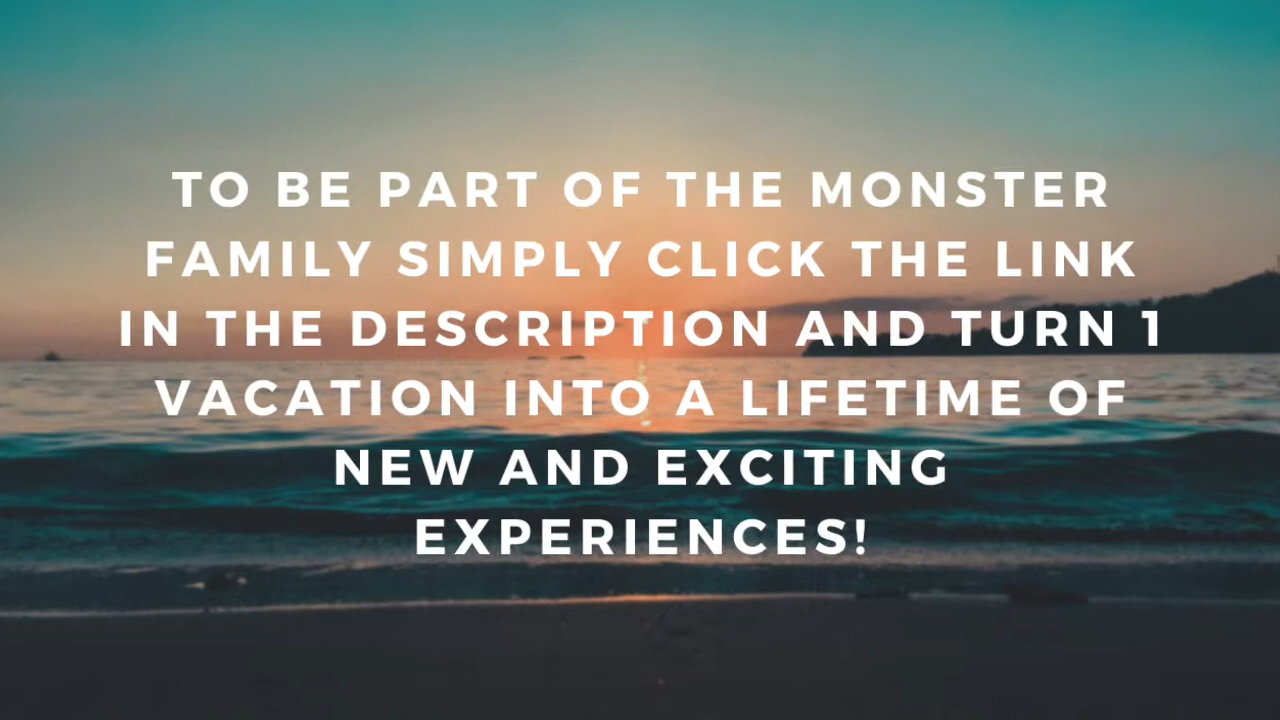 TO BE PART OF THE MONSTER
FAMILY SIMPLY CLICK THE LINK
IN THE DESCRIPTION AND TURN 1
VACATION INTO A LIFETIME OF
NEW AND EXCITING
EXPERIENCES!